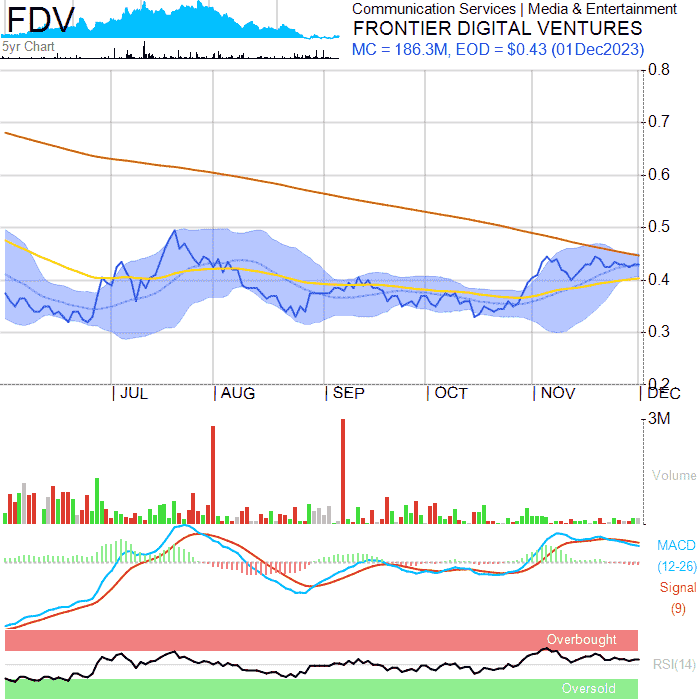 FDV
5yr Chart
Communication Services | Media & Entertainment
FRONTIER DIGITAL VENTURES
MC = 186.3M, EOD = $0.43 (01Dec2023)
0.8
0.7
0.6
0.5
0.4
0.3
0.2
JUL AUG SEP OCT NOV DEC
3M
Volume
MACD
(12-26)
Signal
(9)
Overbought
RSI(14)
Oversold